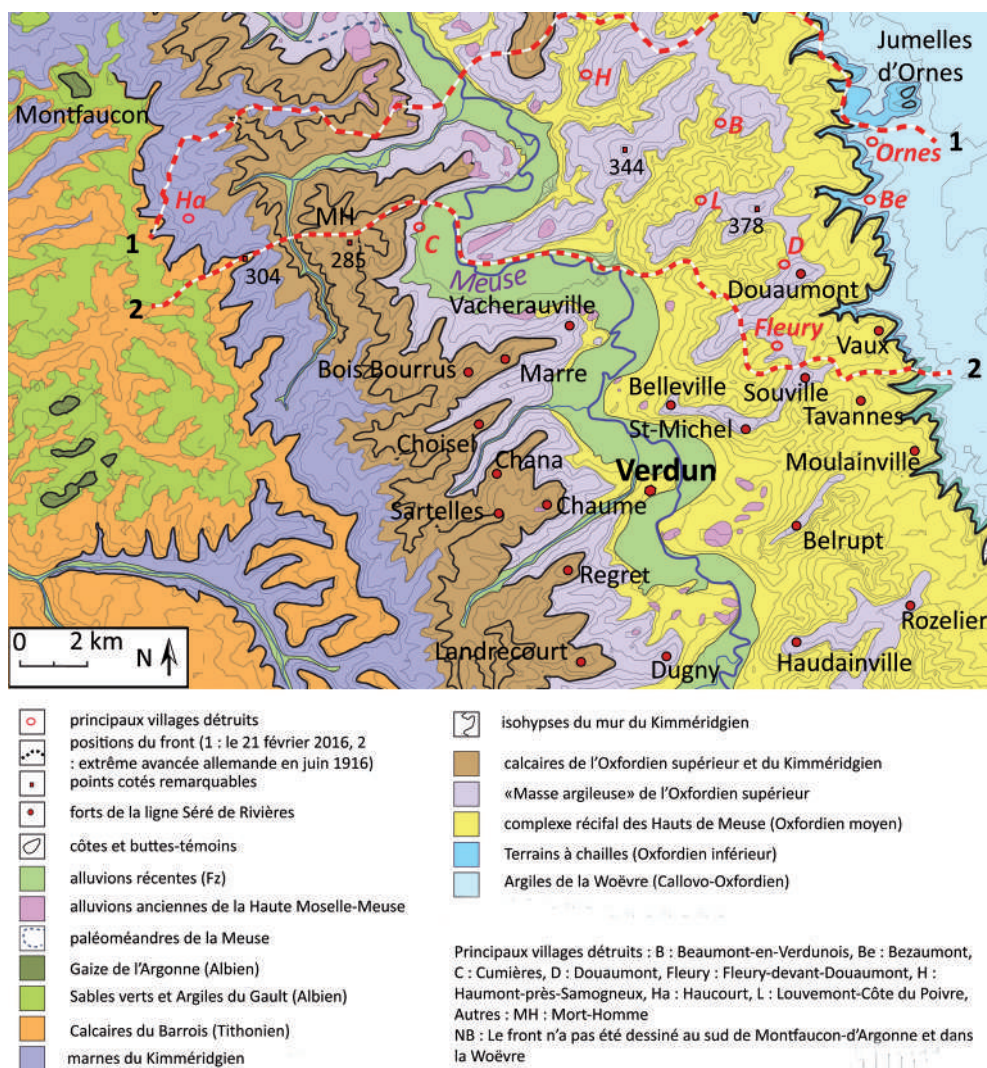 Jumelles
d'Ornes
Montfaucon
H
B
1
Ornes
344
Ha
L
Be
MH
378
1
C
D
304
285
2
Meuse
Douaumont
Vacherauville
Fleury
Vaux
2
Bois Bourrus
Marre
Belleville
Souville
Tavannes
St-Michel
Choisel
Moulainville
Chana
Verdun
Sartelles
Chaume
Belrupt
Regret
Rozelier
0 2 km
N
Landrecourt
Dugny
Haudainville
principaux villages détruits
positions du front (1 : le 21 février 2016, 2
: extrême avancée allemande en juin 1916)
points cotés remarquables
forts de la ligne Séré de Rivières
côtes et buttes-témoins
alluvions récentes (Fz)
alluvions anciennes de la Haute Moselle-Meuse
paléoméandres de la Meuse
Gaize de l'Argonne (Albien)
Sables verts et Argiles du Gault (Albien)
Calcaires du Barrois (Tithonien)
marnes du Kimméridgien
isohypses du mur du Kimméridgien
calcaires de l'Oxfordien supérieur et du Kimméridgien
«Masse argileuse» de l'Oxfordien supérieur
complexe récifal des Hauts de Meuse (Oxfordien moyen)
Terrains à chailles (Oxfordien inférieur)
Argiles de la Woëvre (Callovo-Oxfordien)
Principaux villages détruits : B : Beaumont-en-Verdunois, Be : Bezaumont,
C : Cumières, D : Douaumont, Fleury : Fleury-devant-Douaumont, H :
Haumont-près-Samogneux, Ha : Haucourt, L : Louvemont-Côte du Poivre,
Autres : MH : Mort-Homme
NB : Le front n'a pas été dessiné au sud de Montfaucon-d'Argonne et dans
la Woëvre